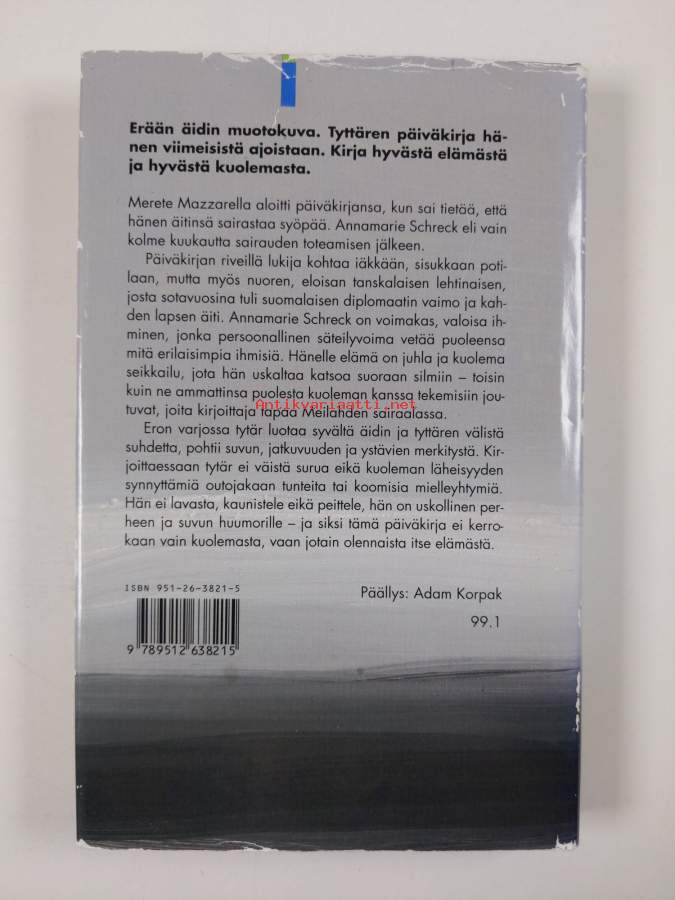 Erään äidin muotokuva. Tyttären päiväkirja hä-
nen viimeisistä ajoistaan. Kirja hyvästä elämästä
ja hyvästä kuolemasta.
Merete Mazzarella aloitti päiväkirjansa, kun sai tietää, että
hänen äitinsä sairastaa syöpää. Annamarie Schreck eli vain
kolme kuukautta sairauden toteamisen jälkeen.
Päiväkirjan riveillä lukija kohtaa iäkkään, sisukkaan poti-
laan, mutta myös nuoren, eloisan tanskalaisen lehtinaisen,
josta sotavuosina tuli suomalaisen diplomaatin vaimo ja kah-
den lapsen äiti. Annamarie Schreck on voimakas, valoisa ih-
minen, jonka persoonallinen säteilyvoima vetää puoleensa
mitä erilaisimpia ihmisiä. Hänelle elämä on juhla ja kuolema
seikkailu, jota hän uskaltaa katsoa suoraan silmiin – toisin
kuin ne ammattinsa puolesta kuoleman kanssa tekemisiin jou-
tuvat, joita kirjoittaja tapaa Meilahden sairaalassa.
Antikvariaatti.net
Eron varjossa tytär luotaa syvältä äidin ja tyttären välistä
suhdetta, pohtii suvun, jatkuvuuden ja ystävien merkitystä. Kir-
joittaessaan tytär ei väistä surua eikä kuoleman läheisyyden
synnyttämiä outojakaan tunteita tai koomisia mielleyhtymiä.
Hän ei lavasta, kaunistele eikä peittele, hän on uskollinen per-
heen ja suvun huumorille – ja siksi tämä päiväkirja ei kerro-
kaan vain kuolemasta, vaan jotain olennaista itse elämästä.
ISBN 951-26-3821-5
Päällys: Adam Korpak
99.1
9 789512 638215